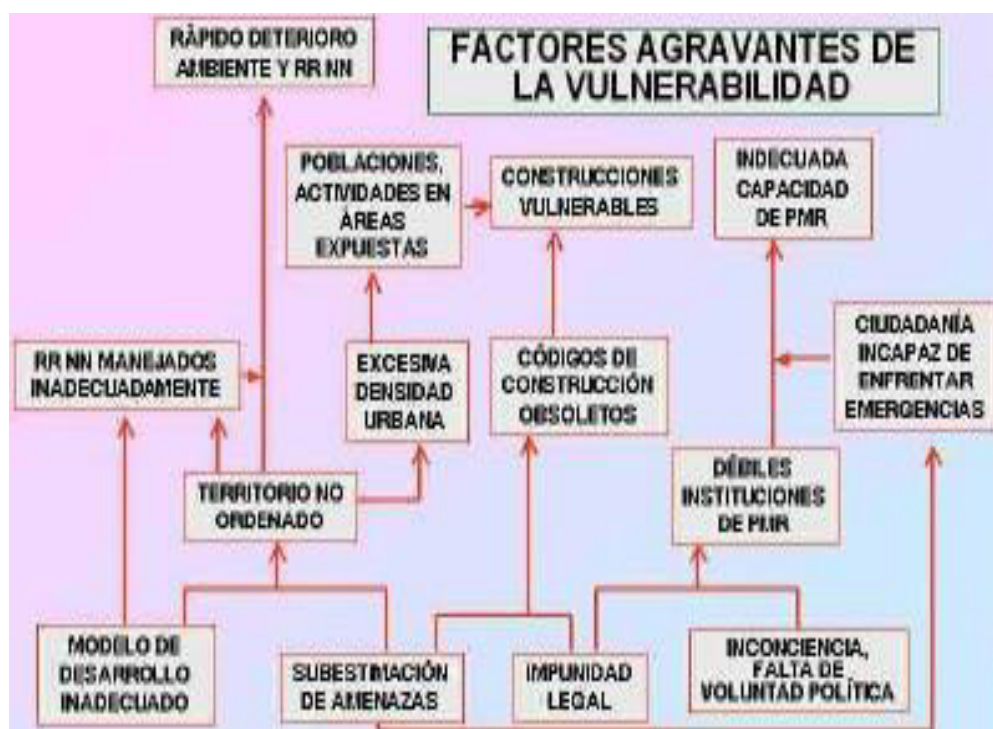 RÀPIDO DETERIORO
AMBIENTE Y RR NN
FACTORES AGRAVANTES DE
LA VULNERABILIDAD
POBLACIONES,
ACTIVIDADES EN
ÁREAS
EXPUESTAS
CONSTRUCCIONES
VULNERABLES
INDECUADA
CAPACIDAD
DE PMR
RR NN MANEJADOS
INADECUADAMENTE
EXCESIVA
DENSIDAD
URBANA
CÓDIGOS DE
CONSTRUCCIÓN
OBSOLETOS
CIUDADANÍA
INCAPAZ DE
ENFRENTAR
EMERGENCIAS
TERRITORIO NO
ORDENADO
DÉBILES
INSTITUCIONES
DE PMR
MODELO DE
DESARROLLO
INADECUADO
SUBESTIMACIÓN
DE AMENAZAS
IMPUNIDAD
LEGAL
INCONCIENCIA,
FALTA DE
VOLUNTAD POLÍTICA